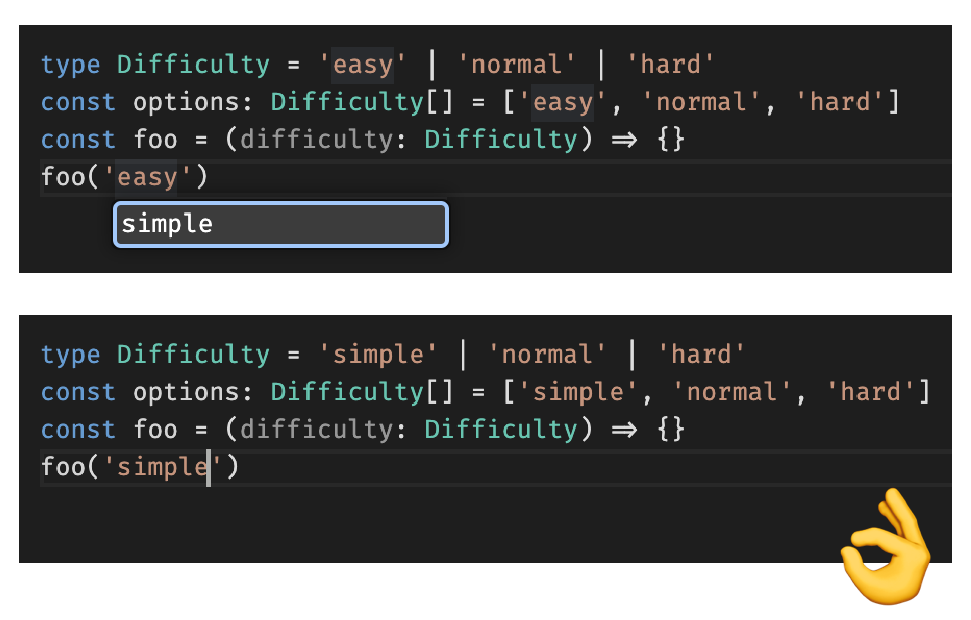 type Difficulty = 'easy' | 'normal' | 'hard'
const options: Difficulty[] = ['easy', 'normal', 'hard']
const foo = (difficulty: Difficulty) => {}
foo('easy')
simple
type Difficulty = 'simple' | 'normal' | 'hard'
const options: Difficulty[] = ['simple', 'normal', 'hard']
const foo = (difficulty: Difficulty) => {}
foo('simple')